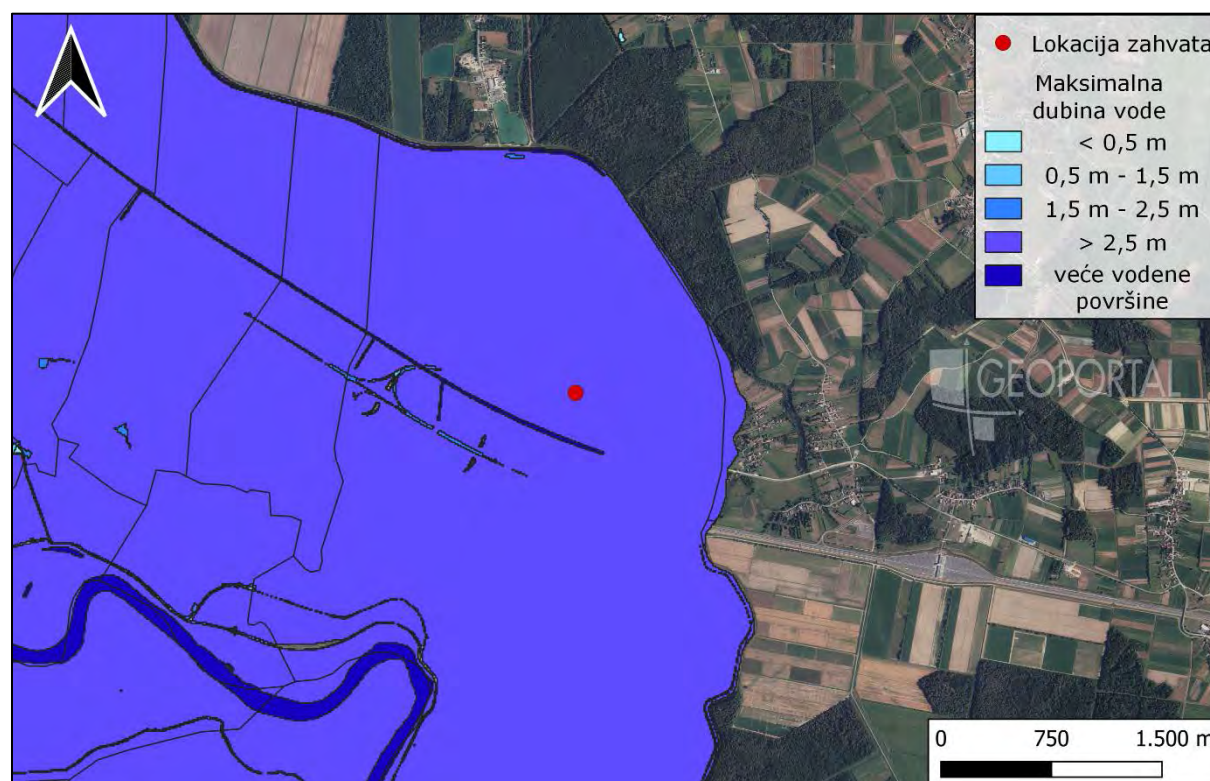 Lokacija zahvata
Maksimalna
dubina vode
< 0,5 m
0,5 m - 1,5 m
1,5 m - 2,5 m
> 2,5 m
veće vodene
površine
GEOPORTAL
0 750 1.500 m